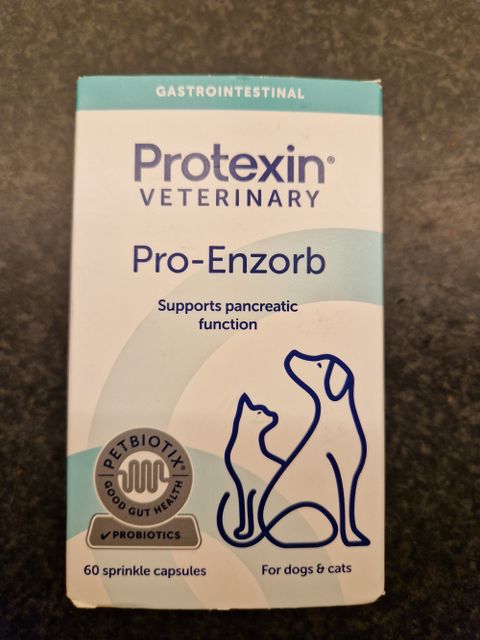 GASTROINTESTINAL
Protexin®
VETERINARY
Pro-Enzorb
Supports pancreatic
function
PETBIOTIX®
GOOD GUT HEALTH
✓PROBIOTICS
60 sprinkle capsules
For dogs & cats